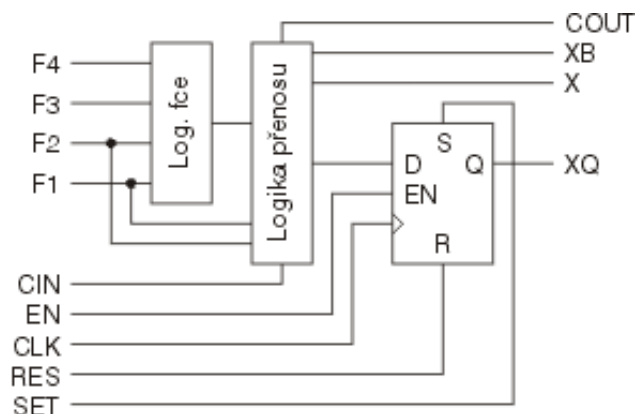 COUT
XB
X
F4
F3
F2
F1
Log. fce
Logika přenosu
S
D
Q
XQ
EN
R
CIN
EN
CLK
RES
SET